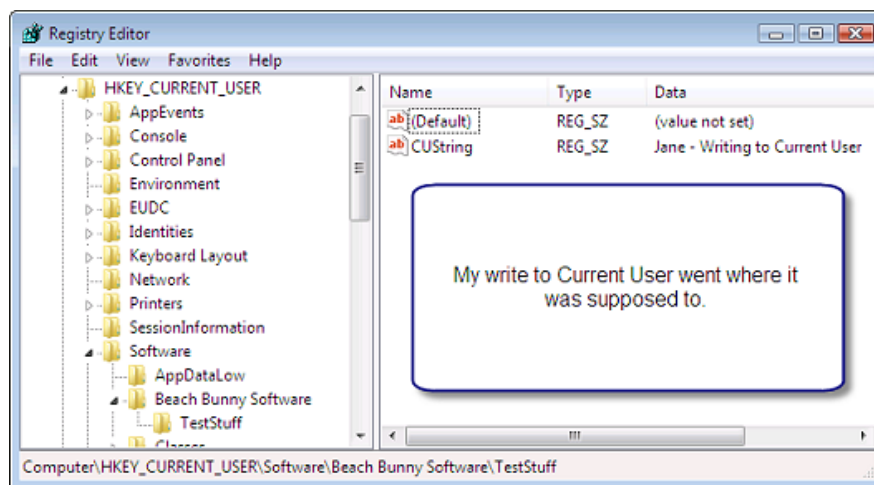 Registry Editor
File Edit View Favorites Help
HKEY_CURRENT_USER
AppEvents
Console
Control Panel
Environment
EUDC
Identities
Keyboard Layout
Network
Printers
SessionInformation
Software
AppDataLow
Beach Bunny Software
TestStuff
Classes
Name Type Data
ab (Default) REG_SZ (value not set)
ab CUString REG_SZ Jane - Writing to Current User
My write to Current User went where it
was supposed to.
Computer\HKEY_CURRENT_USER\Software\Beach Bunny Software\TestStuff